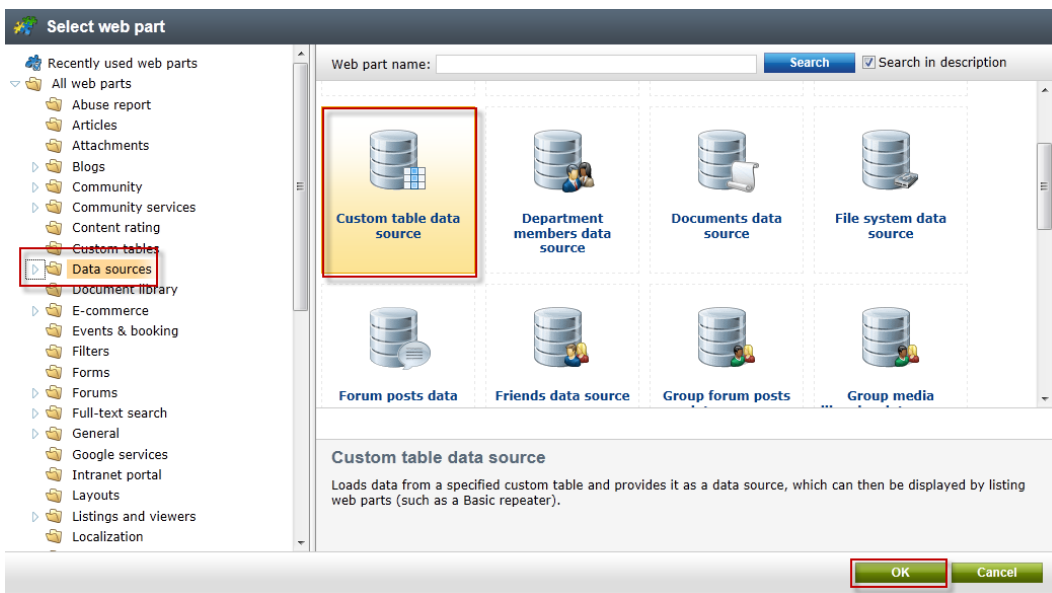 Select web part
Recently used web parts
All web parts
Abuse report
Articles
Attachments
Blogs
Community
Community services
Content rating
Custom tables
Data sources
Document library
E-commerce
Events & booking
Filters
Forms
Forums
Full-text search
General
Google services
Intranet portal
Layouts
Listings and viewers
Localization
Web part name:
Search
Search in description
Custom table data
source
Department
members data
source
Documents data
source
File system data
source
Forum posts data
Friends data source
Group forum posts
Group media
Custom table data source
Loads data from a specified custom table and provides it as a data source, which can then be displayed by listing
web parts (such as a Basic repeater).
OK
Cancel